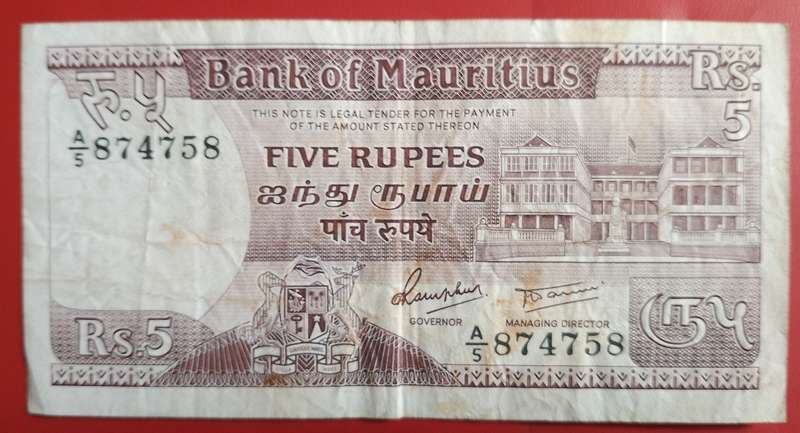 Bank of Mauritius
रु. ५
Rs.
5
THIS NOTE IS LEGAL TENDER FOR THE PAYMENT
OF THE AMOUNT STATED THEREON
A/5 874758
FIVE RUPEES
ஐந்து ரூபாய்
पाँच रुपये
GOVERNOR
MANAGING DIRECTOR
Rs.5
A/5 874758
ரூ௫